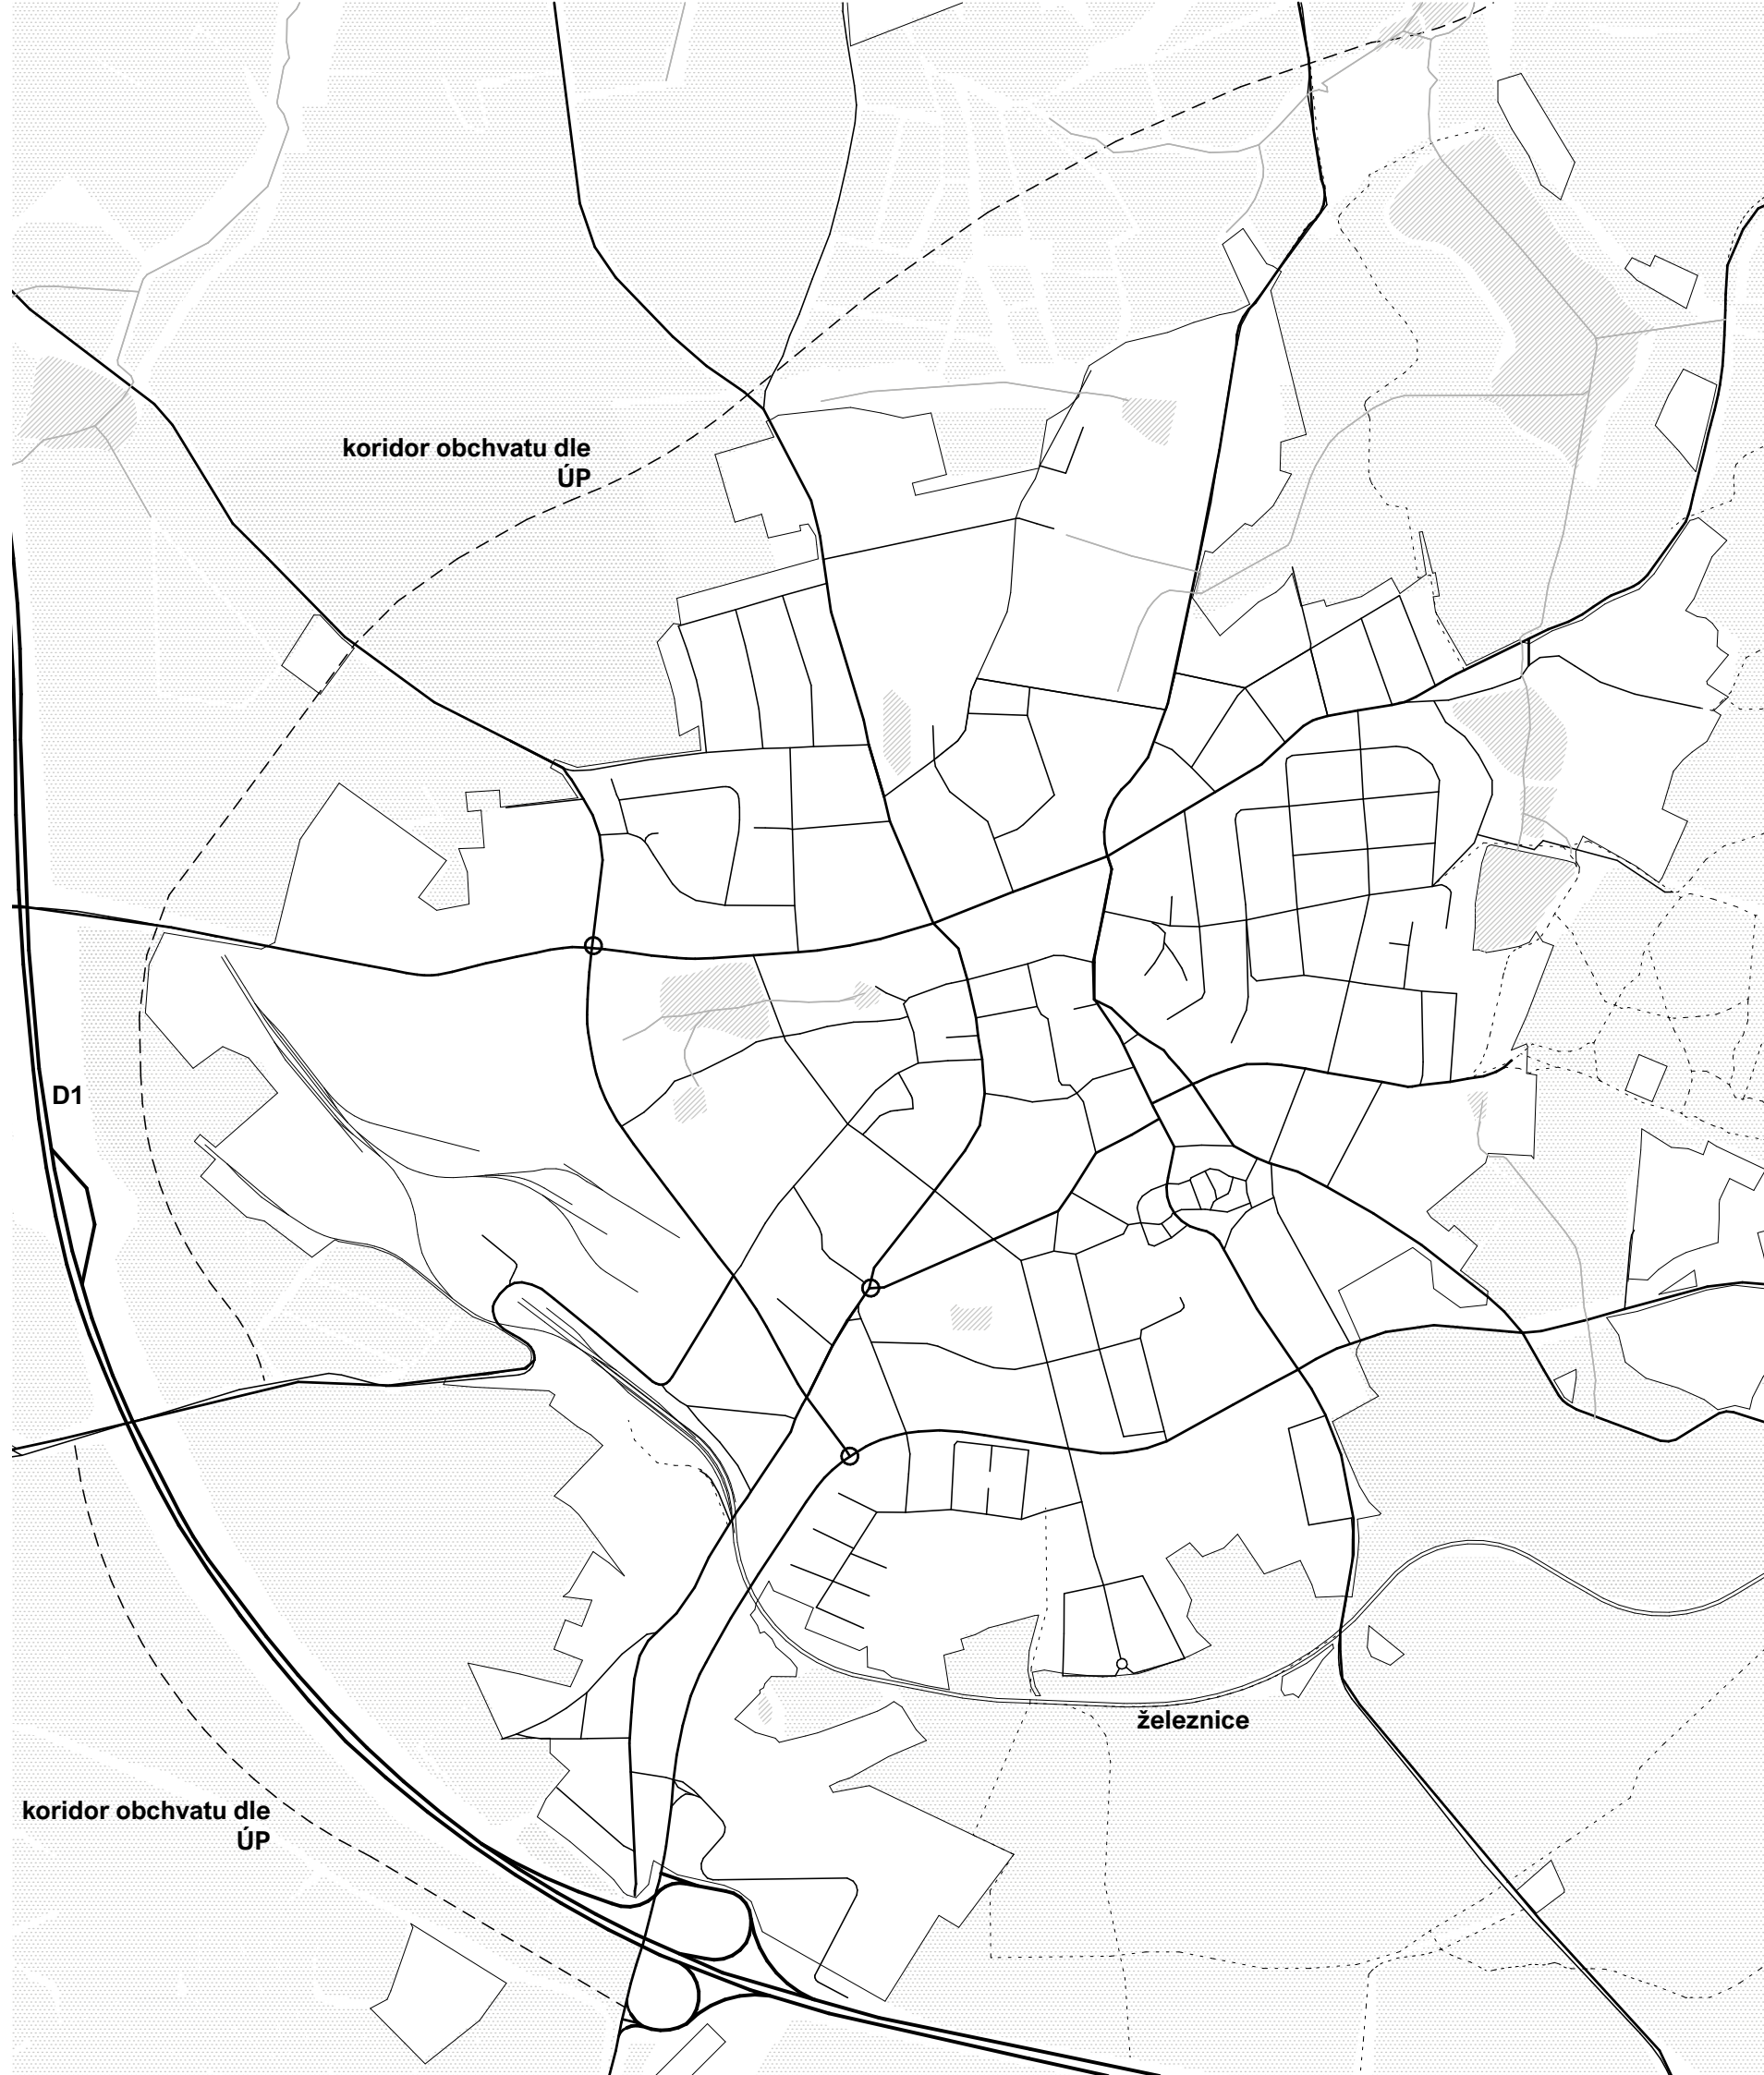 koridor obchvatu dle
ÚP
D1
železnice
koridor obchvatu dle
ÚP